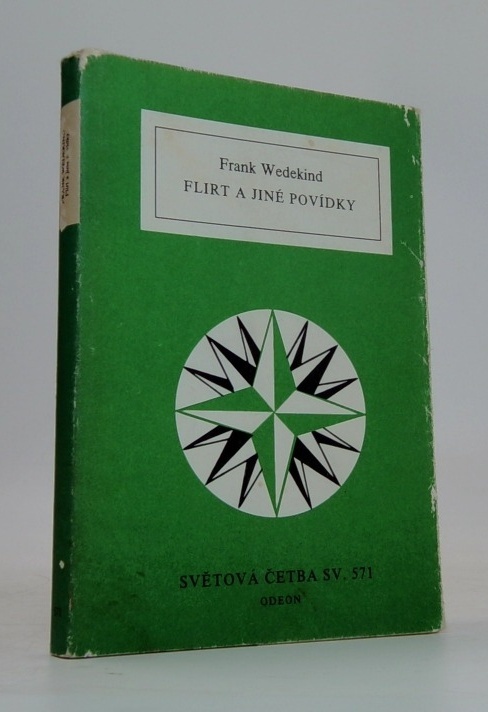 Frank Wedekind
FLIRT A JINÉ POVÍDKY
SVĚTOVÁ ČETBA SV. 571
ODEON